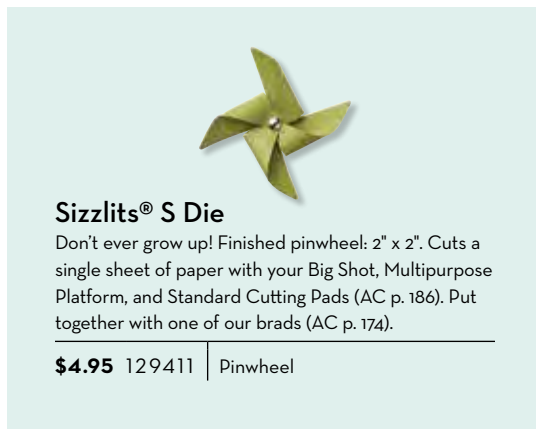 Sizzlits® S Die
Don't ever grow up! Finished pinwheel: 2" x 2". Cuts a
single sheet of paper with your Big Shot, Multipurpose
Platform, and Standard Cutting Pads (AC p. 186). Put
together with one of our brads (AC p. 174).
$4.95 129411 Pinwheel